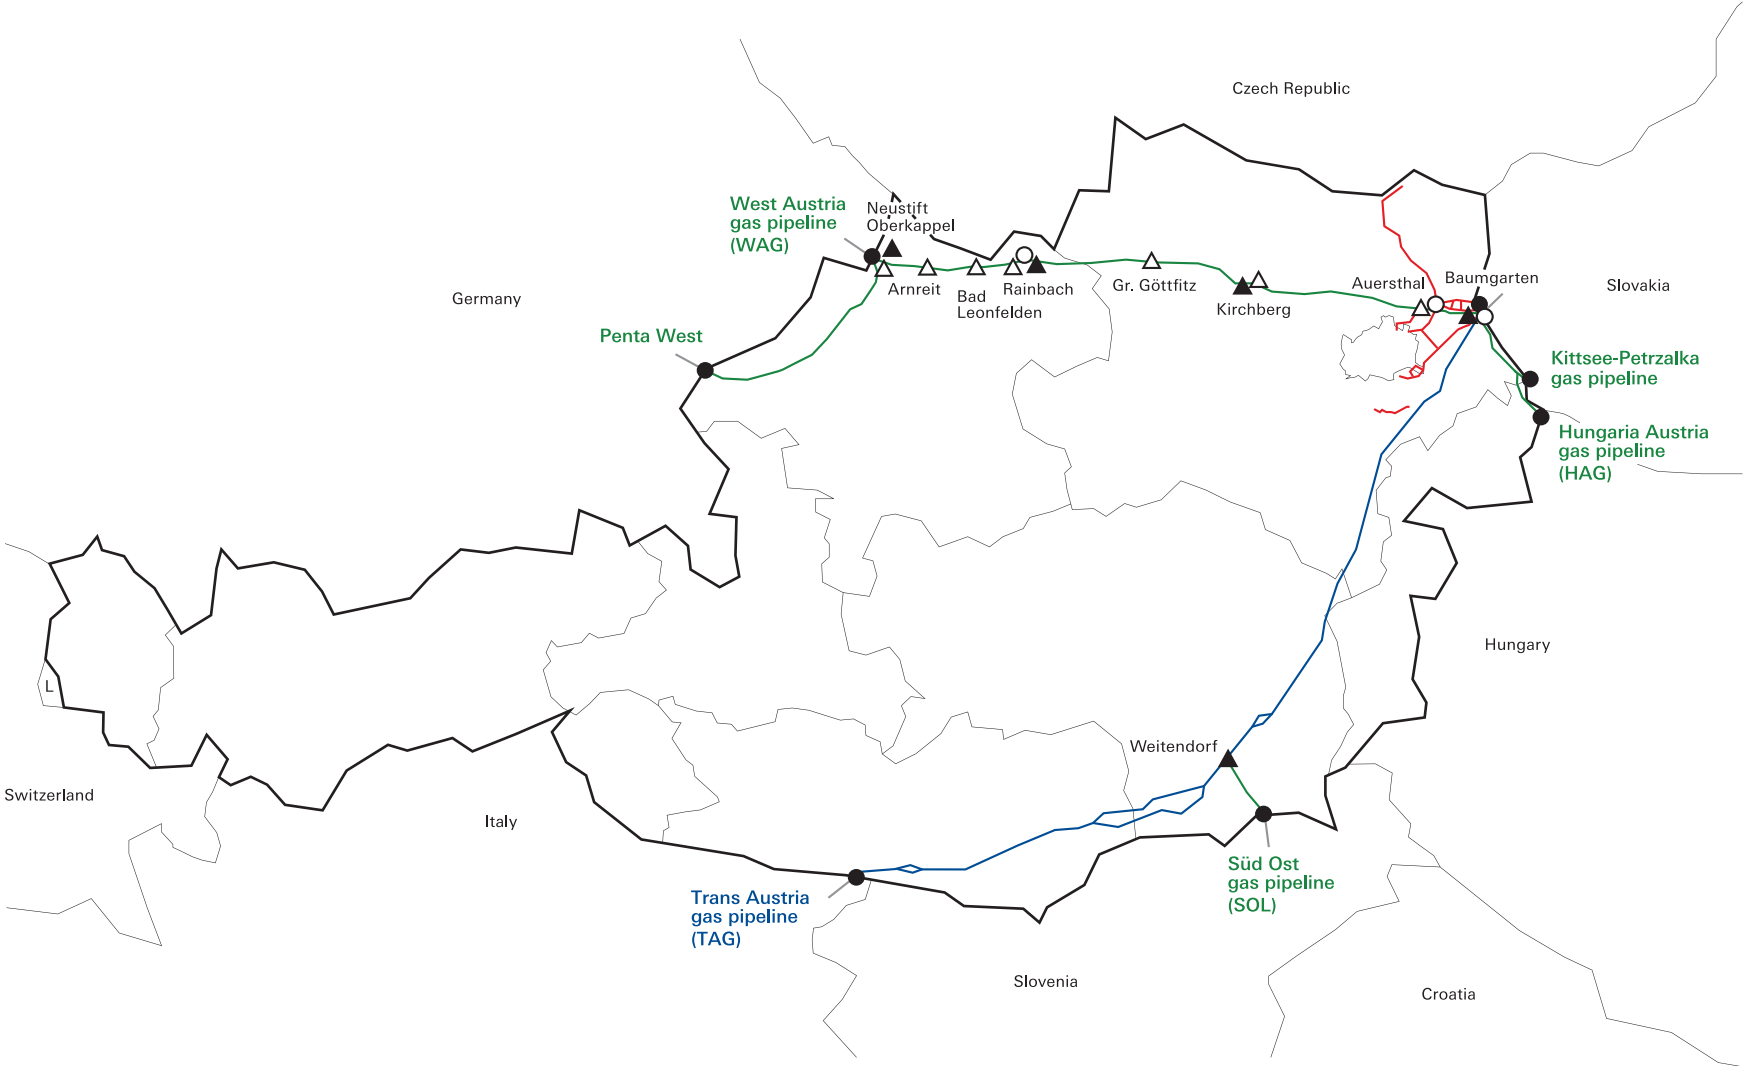 Czech Republic
West Austria
gas pipeline
(WAG)
Neustift
Oberkappel
Germany
Arnreit
Bad
Leonfelden
Rainbach
Gr. Göttfitz
Kirchberg
Auersthal
Baumgarten
Slovakia
Penta West
Kittsee-Petrzalka
gas pipeline
Hungaria Austria
gas pipeline
(HAG)
Hungary
L
Switzerland
Italy
Weitendorf
Trans Austria
gas pipeline
(TAG)
Süd Ost
gas pipeline
(SOL)
Slovenia
Croatia